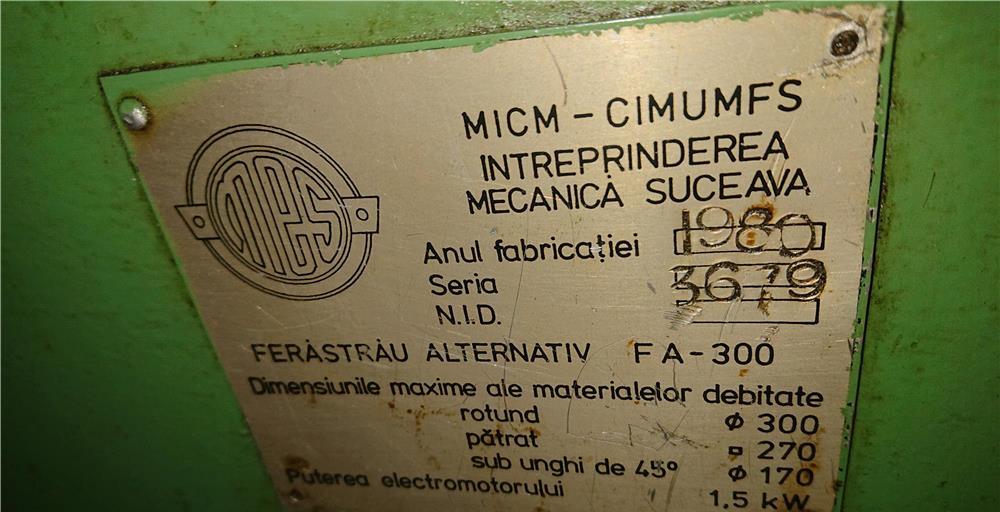 MICM - CIMUMFS
INTREPRINDEREA
MECANICĂ SUCEAVA
MES
Anul fabricației 1980
Seria 3679
N.I.D.
FERĂSTRĂU ALTERNATIV FA-300
Dimensiunile maxime ale materialelor debitate
rotund ϕ 300
pătrat □ 270
sub unghi de 45° ϕ 170
Puterea electromotorului 1.5 kW